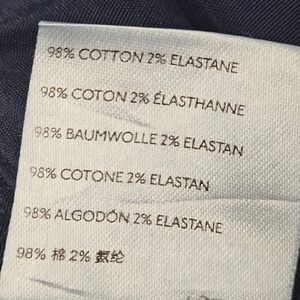 98% COTTON 2% ELASTANE
98% COTON 2% ÉLASTHANNE
98% BAUMWOLLE 2% ELASTAN
98% COTONE 2% ELASTAN
98% ALGODÓN 2% ELASTANE
98% 棉 2% 氨纶